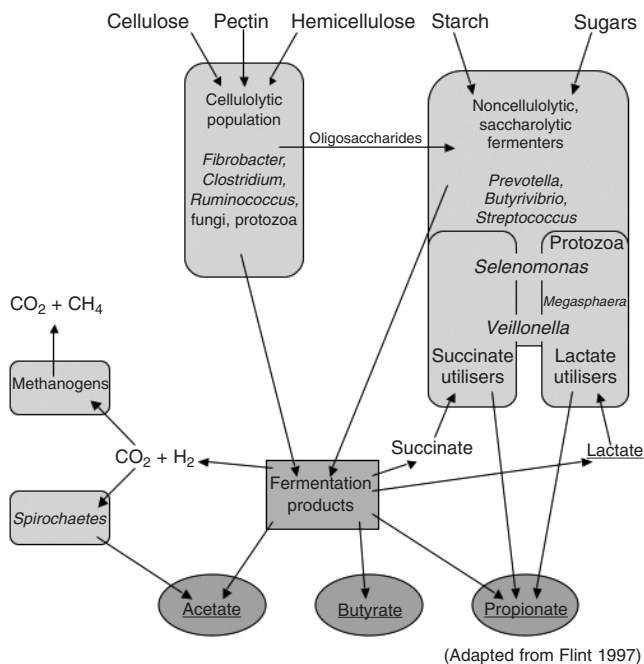 Cellulose Pectin Hemicellulose Starch Sugars
Cellulolytic
population
Fibrobacter,
Clostridium,
Ruminococcus,
fungi, protozoa
Oligosaccharides
Noncellulolytic,
saccharolytic
fermenters
Prevotella,
Butyrivibrio,
Streptococcus
Protozoa
Selenomonas
Megasphaera
Veillonella
Succinate
utilisers
Lactate
utilisers
CO₂ + CH₄
Methanogens
CO₂ + H₂
Spirochaetes
Fermentation
products
Succinate
Lactate
Acetate
Butyrate
Propionate
(Adapted from Flint 1997)